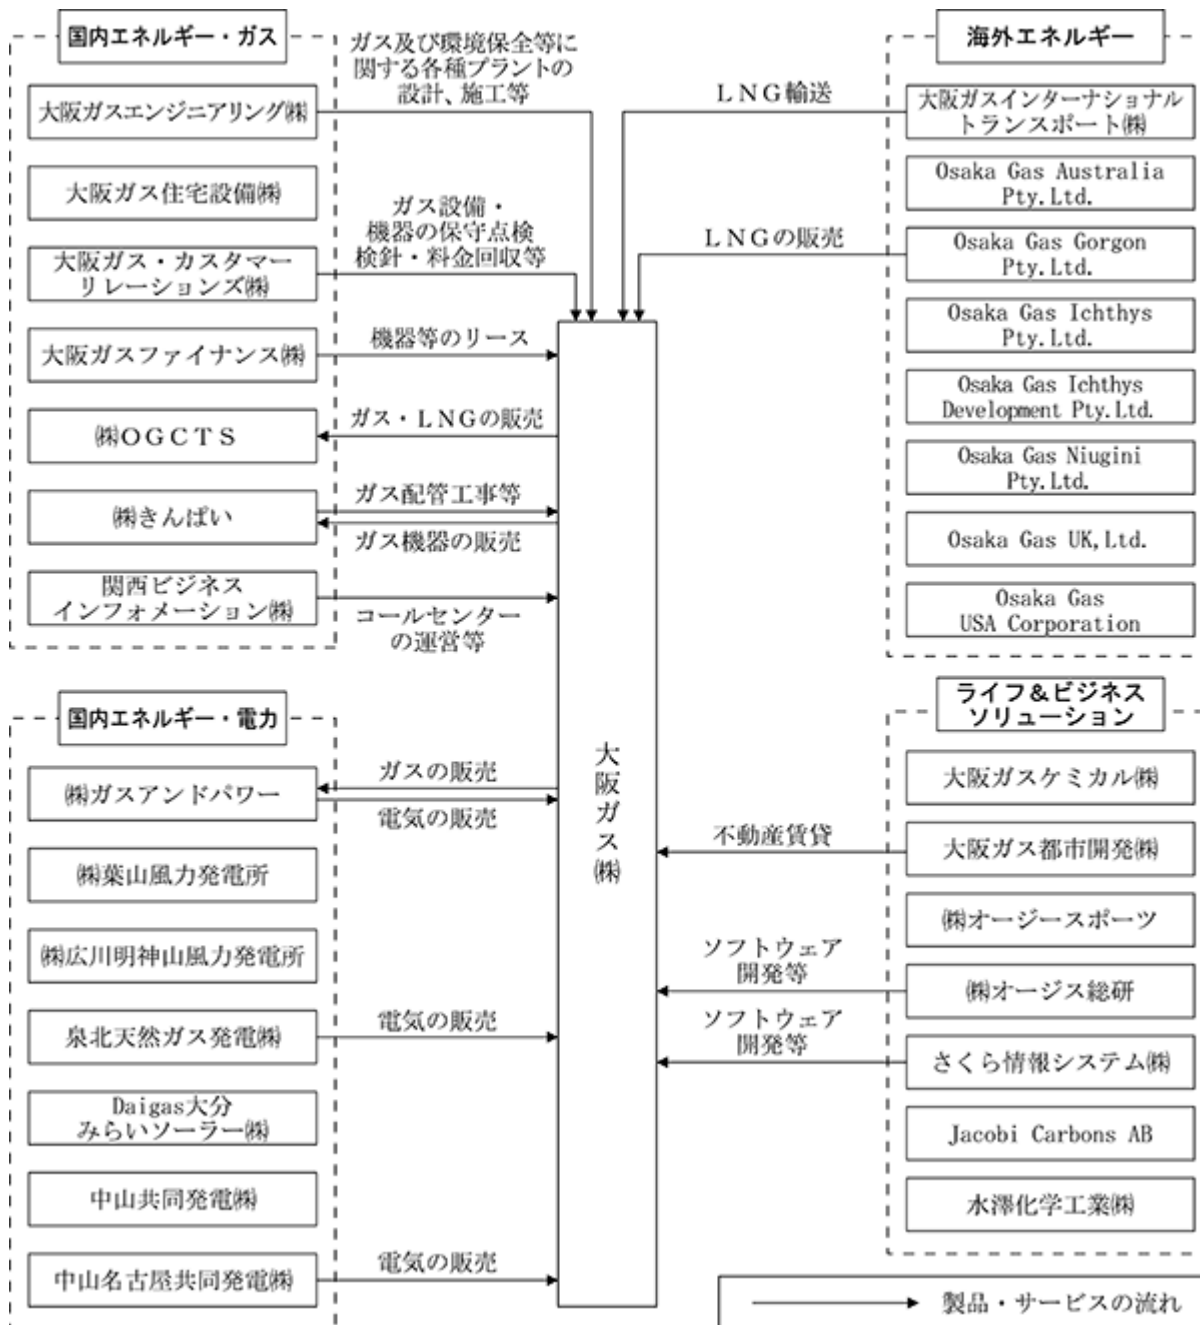 国内エネルギー・ガス
大阪ガスエンジニアリング㈱
大阪ガス住宅設備㈱
大阪ガス・カスタマー
リレーションズ㈱
大阪ガスファイナンス㈱
㈱OGCTS
㈱きんぱい
関西ビジネス
インフォメーション㈱
ガス及び環境保全等に
関する各種プラントの
設計、施工等
ガス設備・
機器の保守点検
検針・料金回収等
機器等のリース
ガス・LNGの販売
ガス配管工事等
ガス機器の販売
コールセンター
の運営等
国内エネルギー・電力
㈱ガスアンドパワー
㈱葉山風力発電所
㈱広川明神山風力発電所
泉北天然ガス発電㈱
Daigas大分
みらいソーラー㈱
中山共同発電㈱
中山名古屋共同発電㈱
ガスの販売
電気の販売
電気の販売
電気の販売
大阪ガス㈱
海外エネルギー
LNG輸送
LNGの販売
大阪ガスインターナショナル
トランスポート㈱
Osaka Gas Australia
Pty.Ltd.
Osaka Gas Gorgon
Pty.Ltd.
Osaka Gas Ichthys
Pty.Ltd.
Osaka Gas Ichthys
Development Pty.Ltd.
Osaka Gas Niugini
Pty.Ltd.
Osaka Gas UK,Ltd.
Osaka Gas
USA Corporation
ライフ&ビジネス
ソリューション
不動産賃貸
ソフトウェア
開発等
ソフトウェア
開発等
大阪ガスケミカル㈱
大阪ガス都市開発㈱
㈱オージースポーツ
㈱オージス総研
さくら情報システム㈱
Jacobi Carbons AB
水澤化学工業㈱
製品・サービスの流れ